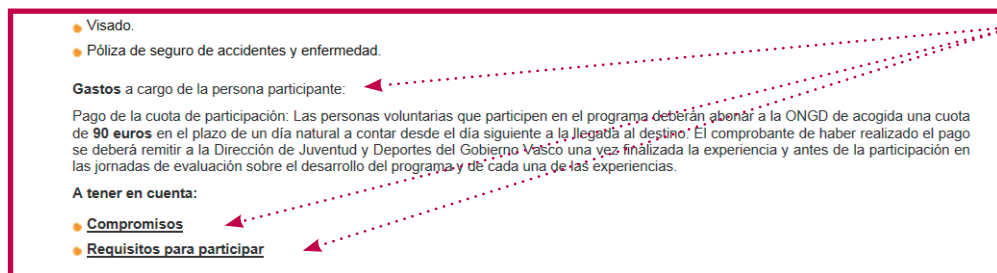 Visado.
Póliza de seguro de accidentes y enfermedad.
Gastos a cargo de la persona participante:
Pago de la cuota de participación: Las personas voluntarias que participen en el programa deberán abonar a la ONGD de acogida una cuota
de 90 euros en el plazo de un día natural a contar desde el día siguiente a la llegada al destino. El comprobante de haber realizado el pago
se deberá remitir a la Dirección de Juventud y Deportes del Gobierno Vasco una vez finalizada la experiencia y antes de la participación en
las jornadas de evaluación sobre el desarrollo del programa y de cada una de las experiencias.
A tener en cuenta:
Compromisos
Requisitos para participar